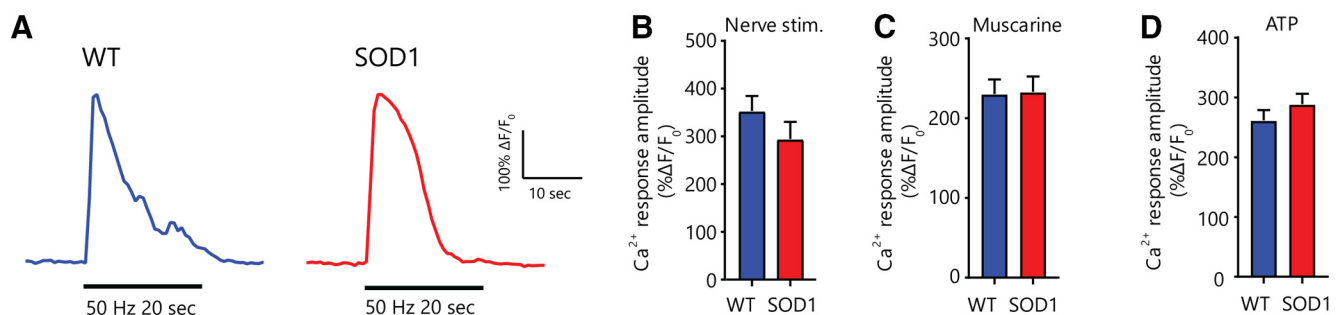 A
WT
SOD1
100% ΔF/F₀
10 sec
50 Hz 20 sec
50 Hz 20 sec
B
Nerve stim.
Ca²⁺ response amplitude
(%ΔF/F₀)
500
400
300
200
100
0
WT SOD1
C
Muscarine
Ca²⁺ response amplitude
(%ΔF/F₀)
300
200
100
0
WT SOD1
D
ATP
Ca²⁺ response amplitude
(%ΔF/F₀)
400
300
200
100
0
WT SOD1